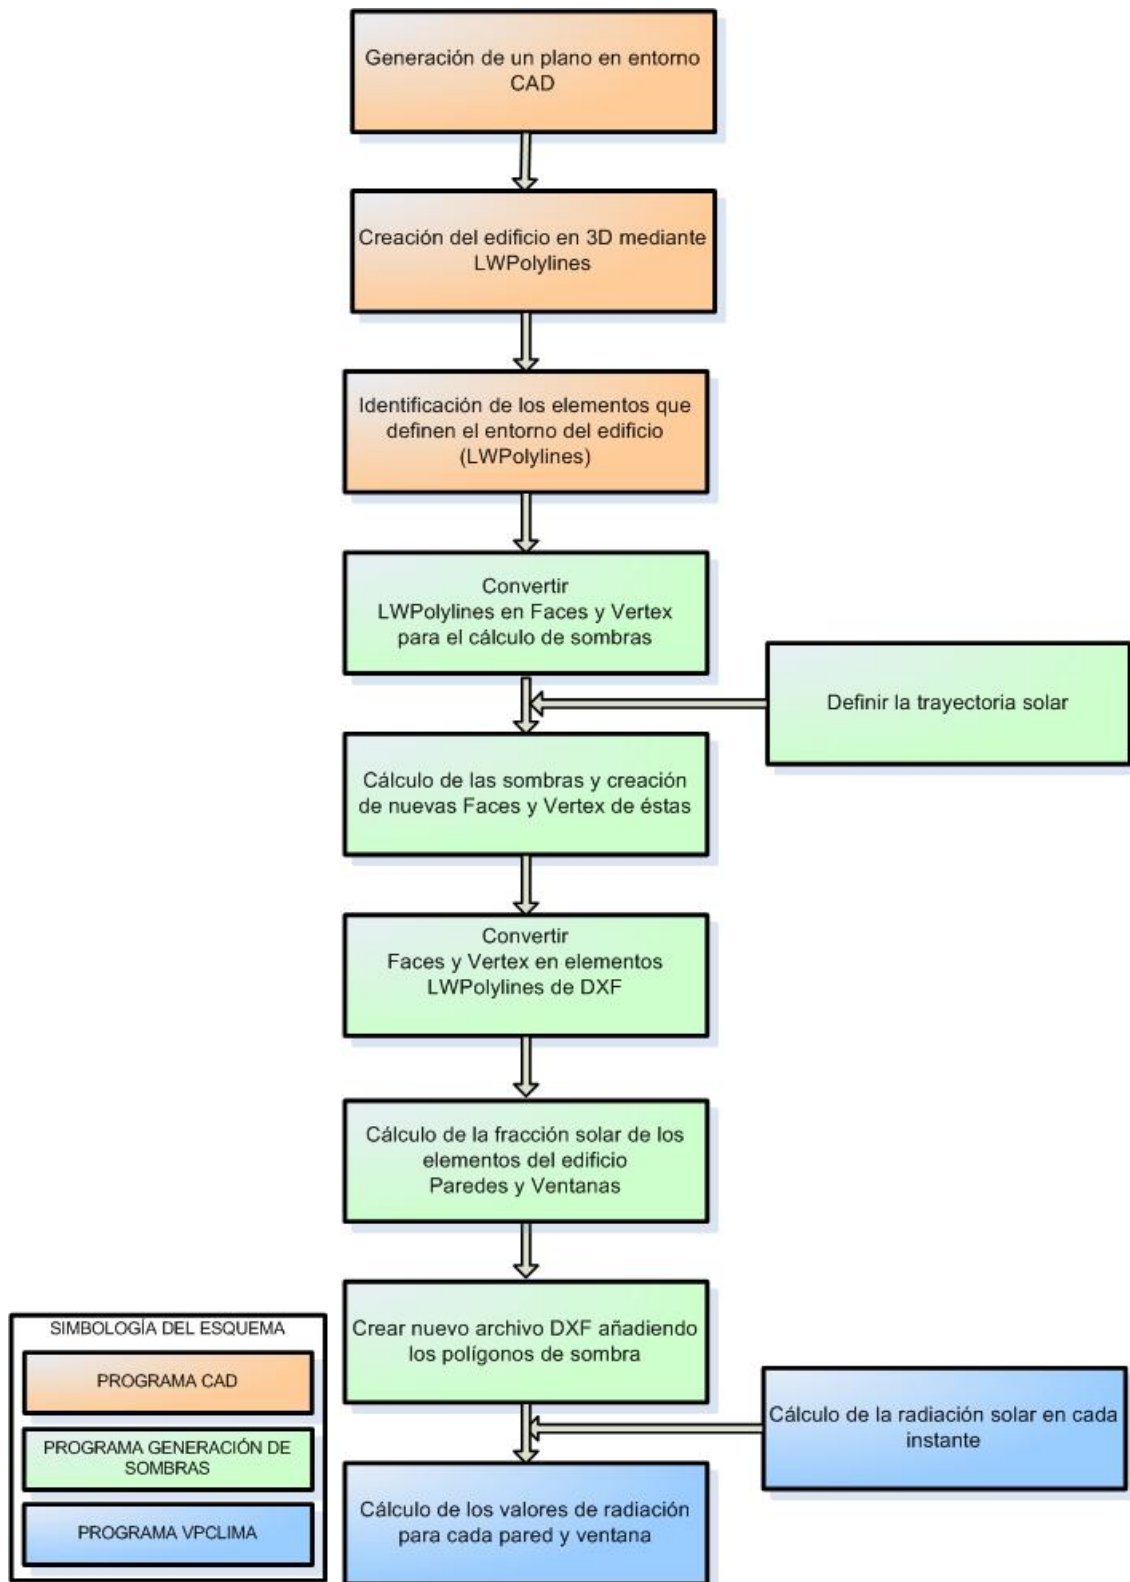 Generación de un plano en entorno
CAD
Creación del edificio en 3D mediante
LWPolylines
Identificación de los elementos que
definen el entorno del edificio
(LWPolylines)
Convertir
LWPolylines en Faces y Vertex
para el cálculo de sombras
Definir la trayectoria solar
Cálculo de las sombras y creación
de nuevas Faces y Vertex de éstas
Convertir
Faces y Vertex en elementos
LWPolylines de DXF
Cálculo de la fracción solar de los
elementos del edificio
Paredes y Ventanas
Crear nuevo archivo DXF añadiendo
los polígonos de sombra
Cálculo de la radiación solar en cada
instante
Cálculo de los valores de radiación
para cada pared y ventana
SIMBOLOGÍA DEL ESQUEMA
PROGRAMA CAD
PROGRAMA GENERACIÓN DE
SOMBRAS
PROGRAMA VPCLIMA